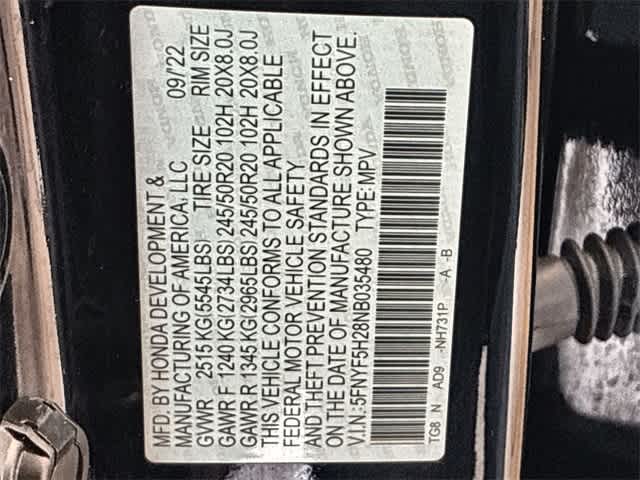 MFD. BY HONDA DEVELOPMENT &
MANUFACTURING OF AMERICA, LLC 09/22
GVWR 2515 KG(5545LBS) TIRE SIZE RIM SIZE
GAWR F 1240 KG(2734LBS) 245/50R20 102H 20X8.0J
GAWR R 1345 KG(2965LBS) 245/50R20 102H 20X8.0J
THIS VEHICLE CONFORMS TO ALL APPLICABLE
FEDERAL MOTOR VEHICLE SAFETY
AND THEFT PREVENTION STANDARDS IN EFFECT
ON THE DATE OF MANUFACTURE SHOWN ABOVE.
V.I.N.: 5FNYF5H28NB035480 TYPE: MPV
TG8 N AD9 -NH731P -A -B